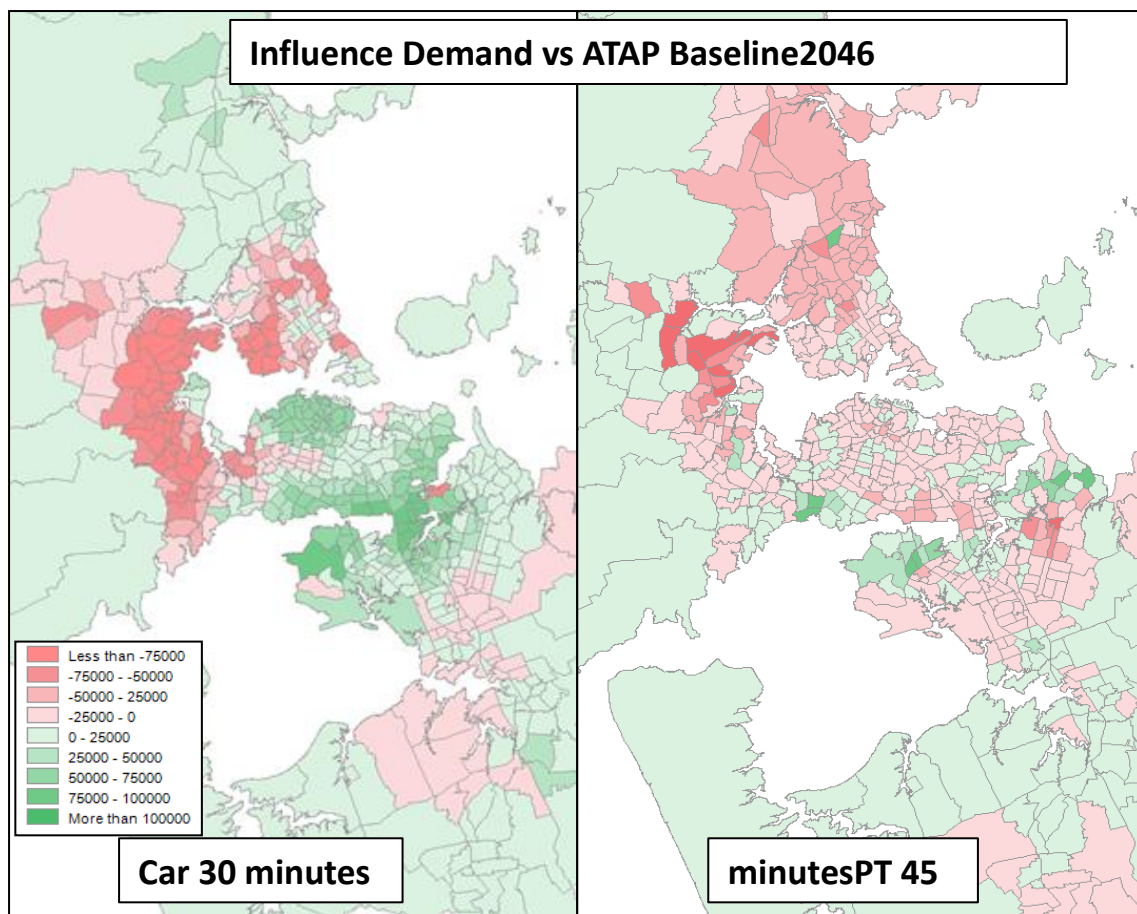 Influence Demand vs ATAP Baseline2046
Less than -75000
-75000 - -50000
-50000 - 25000
-25000 - 0
0 - 25000
25000 - 50000
50000 - 75000
75000 - 100000
More than 100000
Car 30 minutes
minutesPT 45